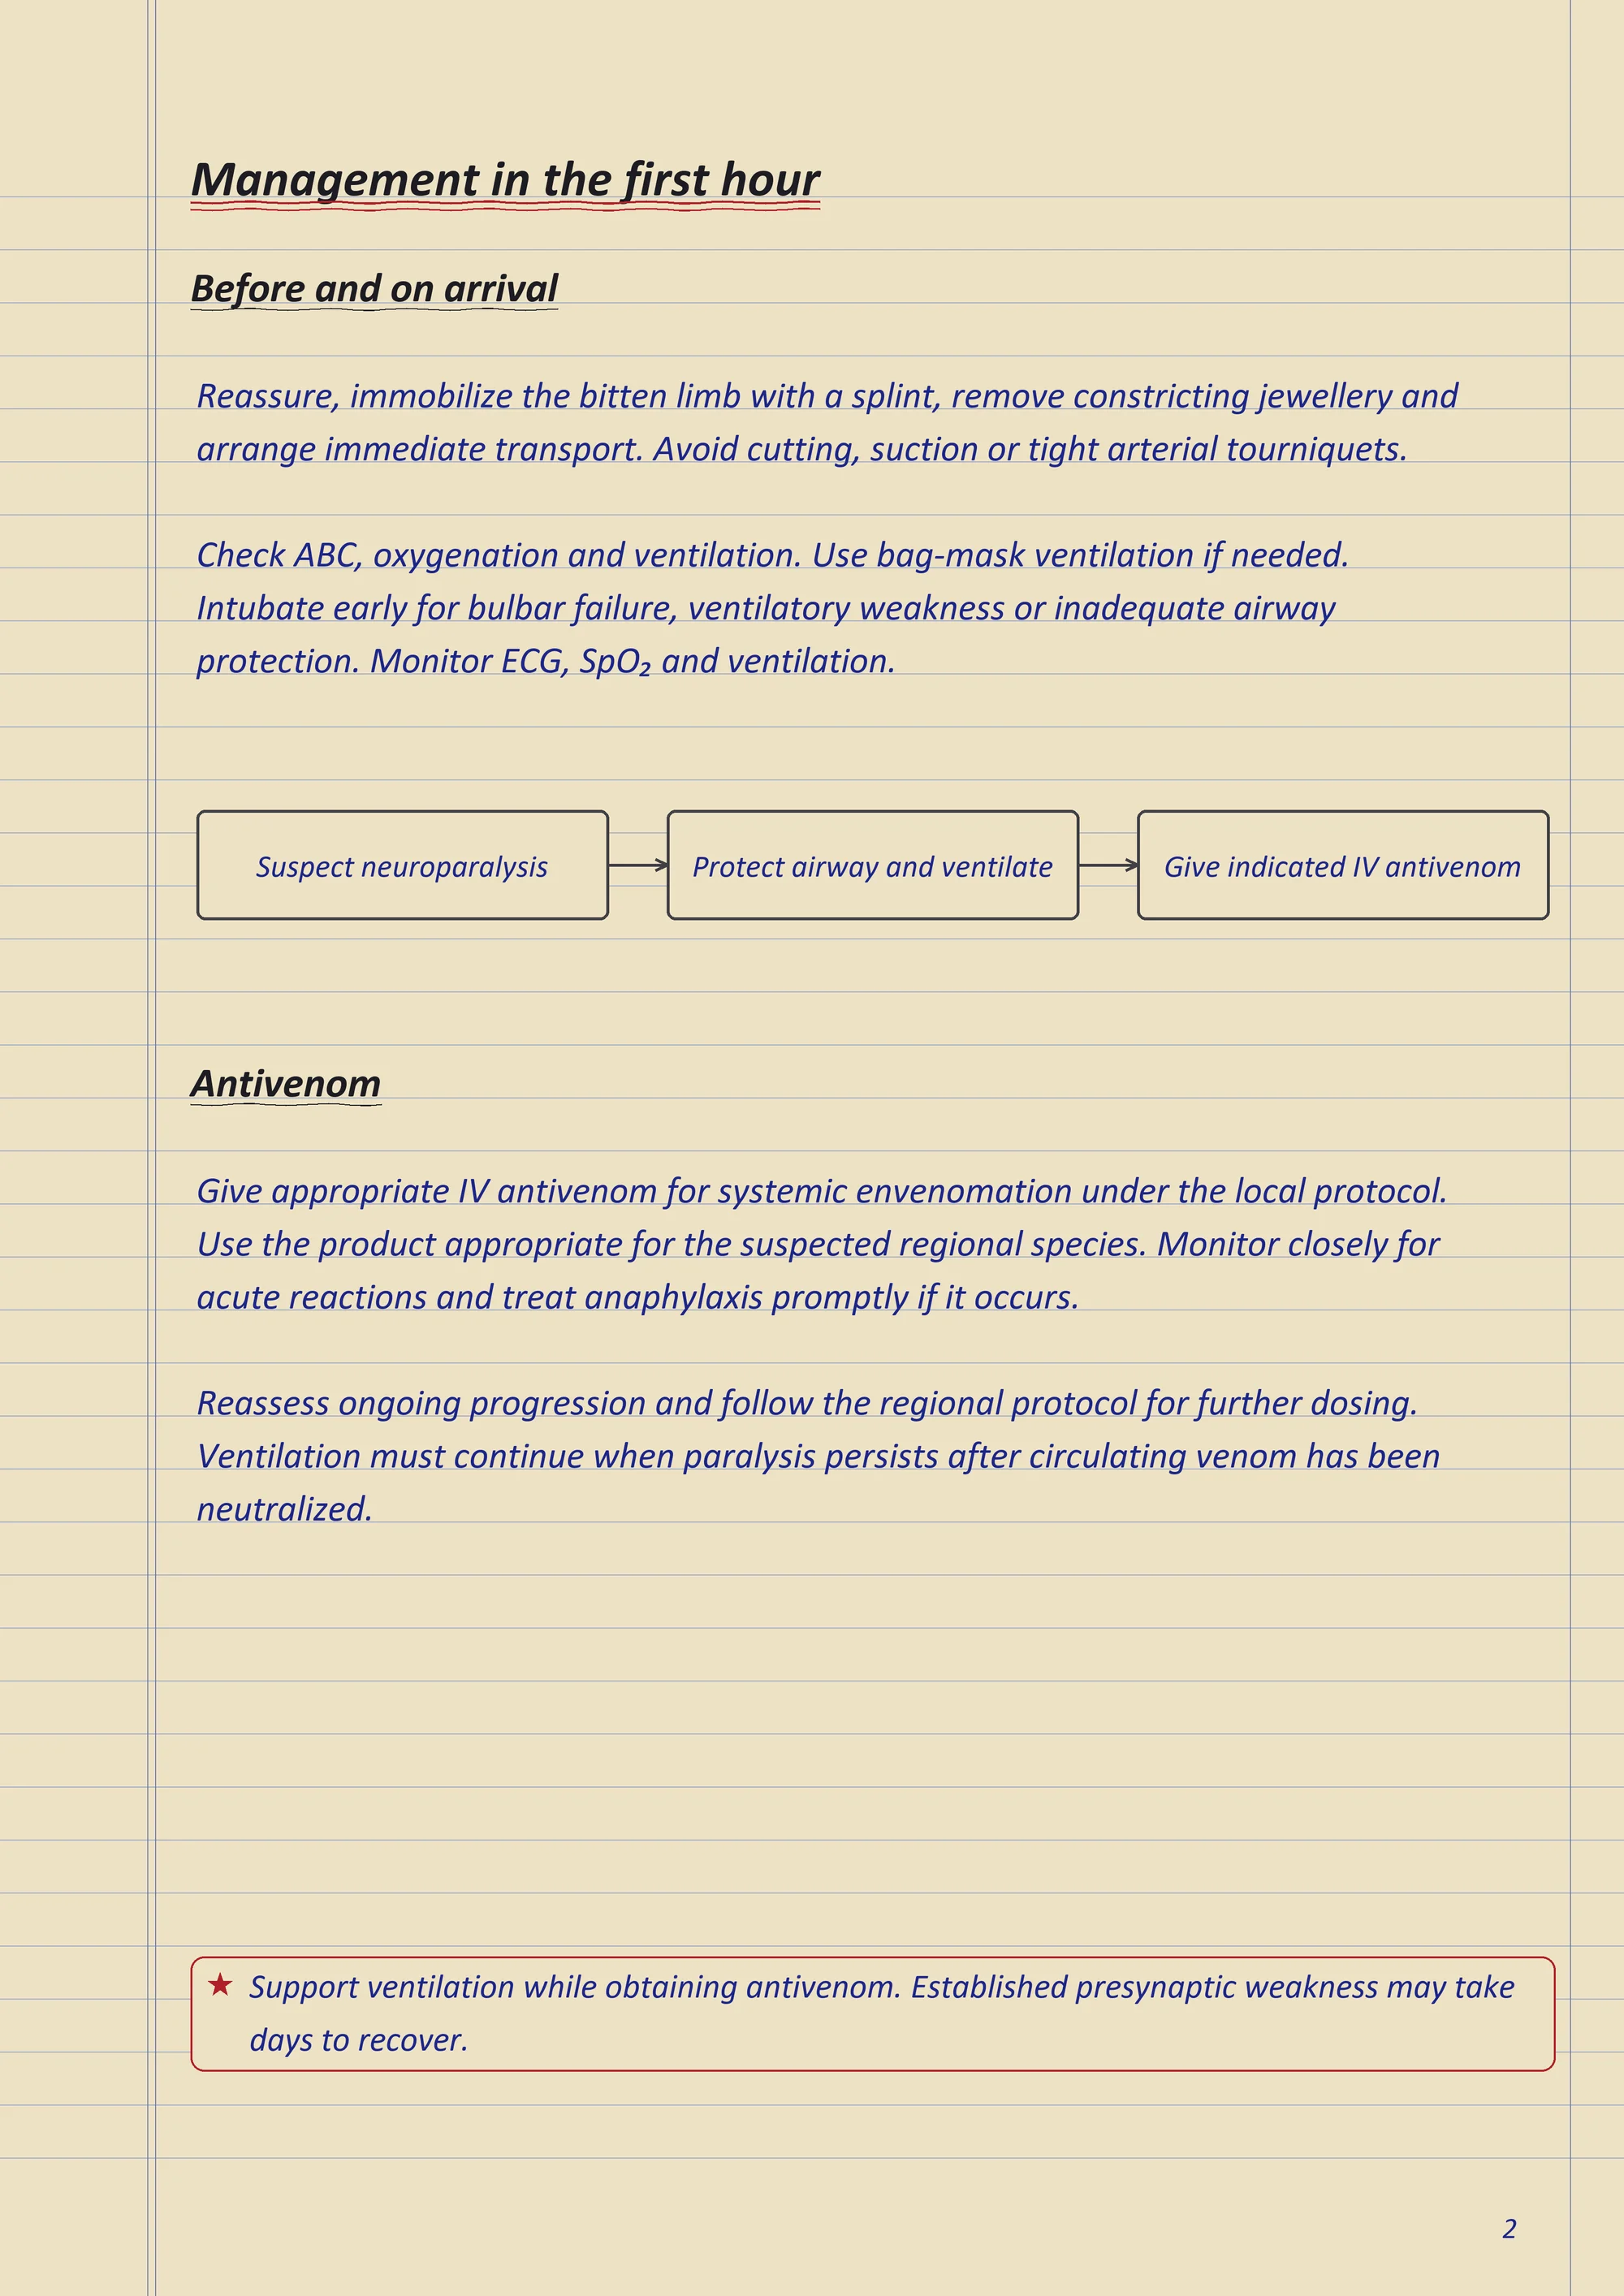 Management in the first hour
Before and on arrival
Reassure, immobilize the bitten limb with a splint, remove constricting jewellery and
arrange immediate transport. Avoid cutting, suction or tight arterial tourniquets.
Check ABC, oxygenation and ventilation. Use bag-mask ventilation if needed.
Intubate early for bulbar failure, ventilatory weakness or inadequate airway
protection. Monitor ECG, SpO₂ and ventilation.
Suspect neuroparalysis
Protect airway and ventilate
Give indicated IV antivenom
Antivenom
Give appropriate IV antivenom for systemic envenomation under the local protocol.
Use the product appropriate for the suspected regional species. Monitor closely for
acute reactions and treat anaphylaxis promptly if it occurs.
Reassess ongoing progression and follow the regional protocol for further dosing.
Ventilation must continue when paralysis persists after circulating venom has been
neutralized.
★ Support ventilation while obtaining antivenom. Established presynaptic weakness may take
days to recover.
2